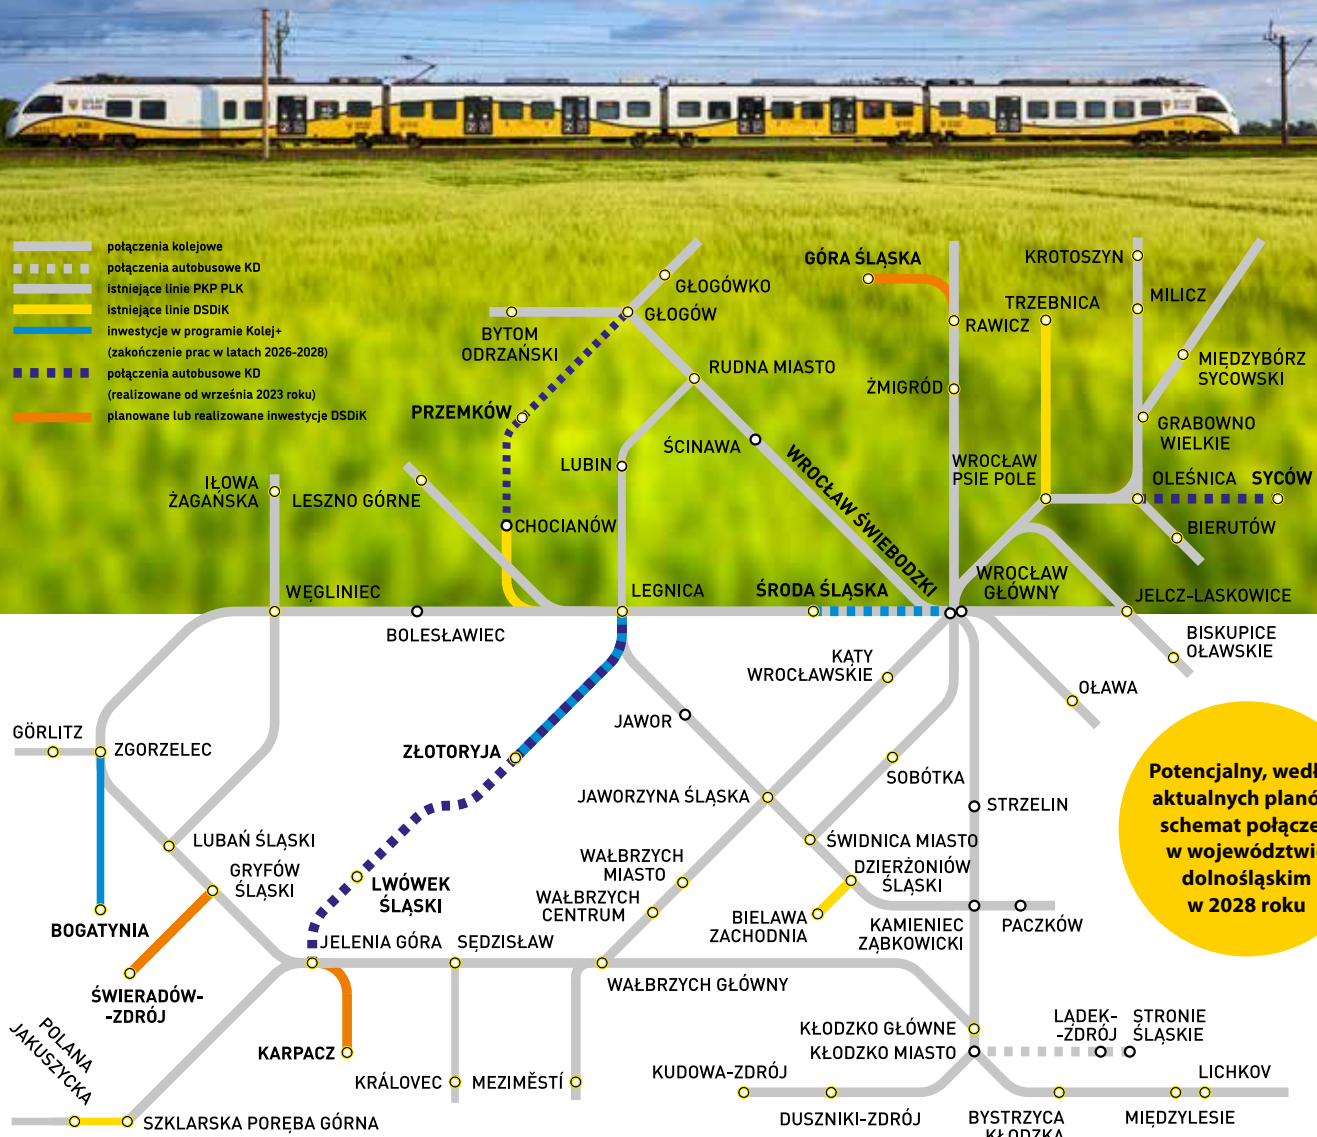 połączenia kolejowe
połączenia autobusowe KD
istniejące linie PKP PLK
istniejące linie DSDiK
inwestycje w programie Kolej+
(zakończenie prac w latach 2026-2028)
połączenia autobusowe KD
(realizowane od września 2023 roku)
planowane lub realizowane inwestycje DSDiK
GŁOGÓWKO
GŁOGÓW
BYTOM
ODRZAŃSKI
RUDNA MIASTO
PRZEMKÓW
ŚCINAWA
LUBIN
CHOCIANÓW
GÓRA ŚLĄSKA
RAWICZ
ŻMIGRÓD
TRZEBNICA
KROTOSZYN
MILICZ
MIĘDZYBÓRZ
SYCOWSKI
GRABOWNO
WIELKIE
WROCŁAW
PSIE POLE
OLEŚNICA
SYCÓW
BIERUTÓW
IŁOWA
ŻAGAŃSKA
LESZNO GÓRNE
WĘGLINIEC
BOLESŁAWIEC
LEGNICA
ŚRODA ŚLĄSKA
WROCŁAW ŚWIEBODZKI
WROCŁAW
GŁÓWNY
JELCZ-LASKOWICE
BISKUPICE
OŁAWSKIE
OŁAWA
KĄTY
WROCŁAWSKIE
JAWOR
ZŁOTORYJA
GÖRLITZ
ZGORZELEC
SOBÓTKA
JAWORZYNA ŚLĄSKA
STRZELIN
ŚWIDNICA MIASTO
DZIERŻONIÓW
ŚLĄSKI
LUBAŃ ŚLĄSKI
GRYFÓW
ŚLĄSKI
LWÓWEK
ŚLĄSKI
WAŁBRZYCH
MIASTO
WAŁBRZYCH
CENTRUM
BIELAWA
ZACHODNIA
KAMIENIEC
ZĄBKOWICKI
PACZKÓW
BOGATYNIA
ŚWIERADÓW-
-ZDRÓJ
JELENIA GÓRA
SĘDZISŁAW
WAŁBRZYCH GŁÓWNY
KARPACZ
POLANA
JAKUSZYCKA
SZKLARSKA PORĘBA GÓRNA
KRÁLOVEC
MEZIMĚSTÍ
KŁODZKO GŁÓWNE
KŁODZKO MIASTO
LĄDEK-
-ZDRÓJ
STRONIE
ŚLĄSKIE
KUDOWA-ZDRÓJ
DUSZNIKI-ZDRÓJ
BYSTRZYCA
KŁODZKA
MIĘDZYLESIE
LICHKOV
Potencjalny, wedł
aktualnych planó
schemat połącze
w województwi
dolnośląskim
w 2028 roku